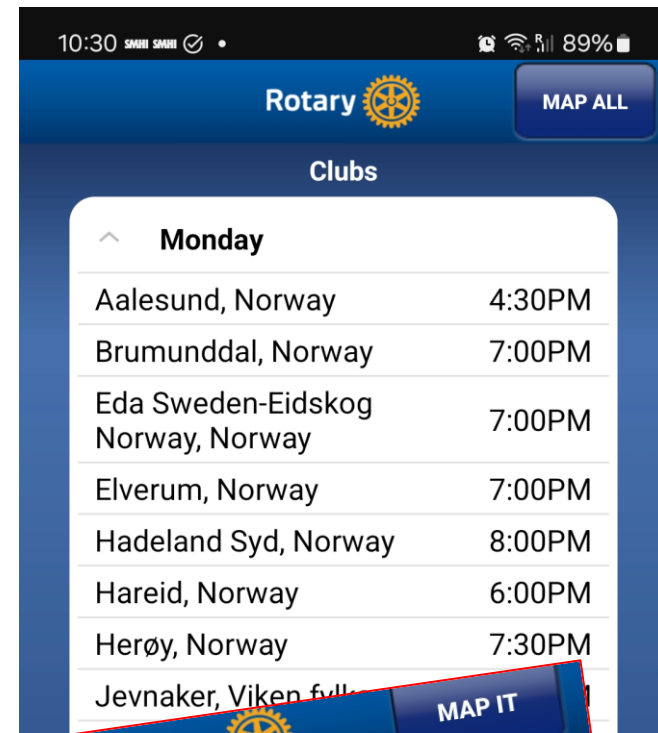 10:30 SMHI SMHI
89%
Rotary
MAP ALL
Clubs
Monday
Aalesund, Norway 4:30PM
Brumunddal, Norway 7:00PM
Eda Sweden-Eidskog
Norway, Norway 7:00PM
Elverum, Norway 7:00PM
Hadeland Syd, Norway 8:00PM
Hareid, Norway 6:00PM
Herøy, Norway 7:30PM
Jevnaker, Viken
MAP IT